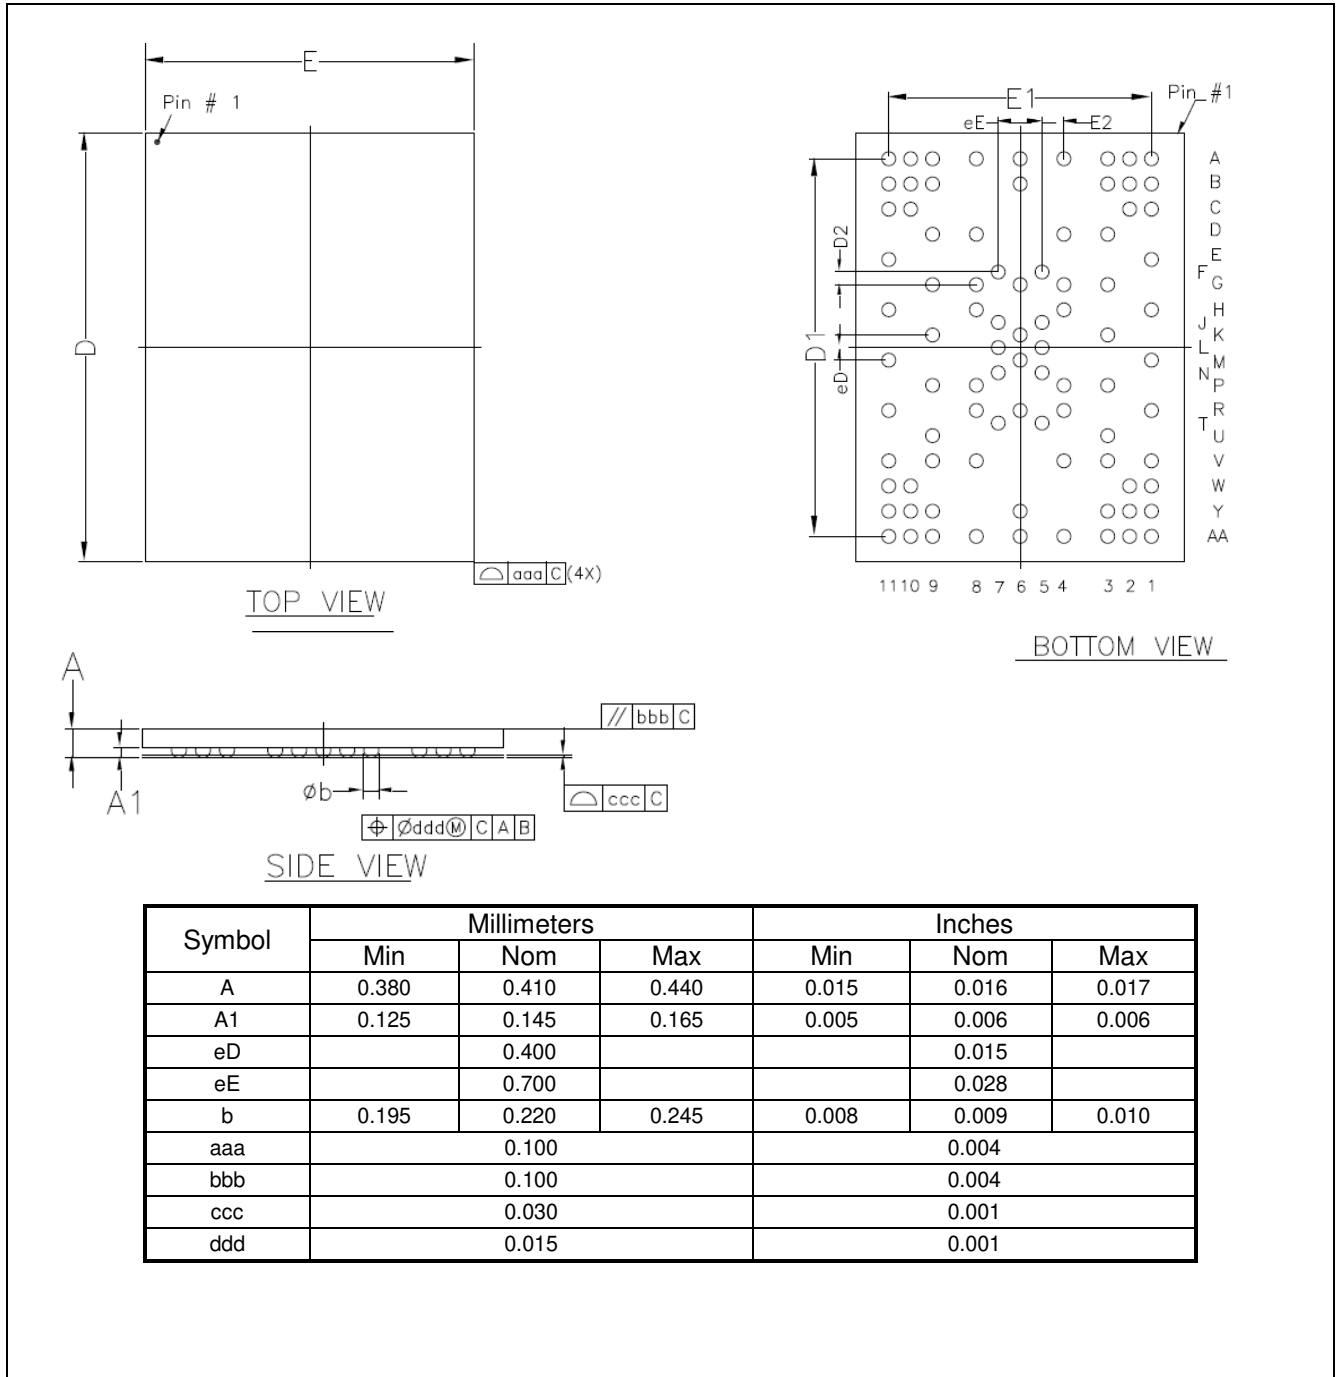 E
Pin # 1
D
aaa C (4X)
TOP VIEW
E1
Pin #1
eE
E2
D2
D1
eD
A
B
C
D
E
F
G
H
J
K
L
M
N
P
R
T
U
V
W
Y
AA
11 10 9 8 7 6 5 4 3 2 1
BOTTOM VIEW
A
A1
// bbb C
Øb
ccc C
Øddd Ⓜ C A B
SIDE VIEW
Symbol Millimeters Inches
Min Nom Max Min Nom Max
A 0.380 0.410 0.440 0.015 0.016 0.017
A1 0.125 0.145 0.165 0.005 0.006 0.006
eD 0.400 0.015
eE 0.700 0.028
b 0.195 0.220 0.245 0.008 0.009 0.010
aaa 0.100 0.004
bbb 0.100 0.004
ccc 0.030 0.001
ddd 0.015 0.001